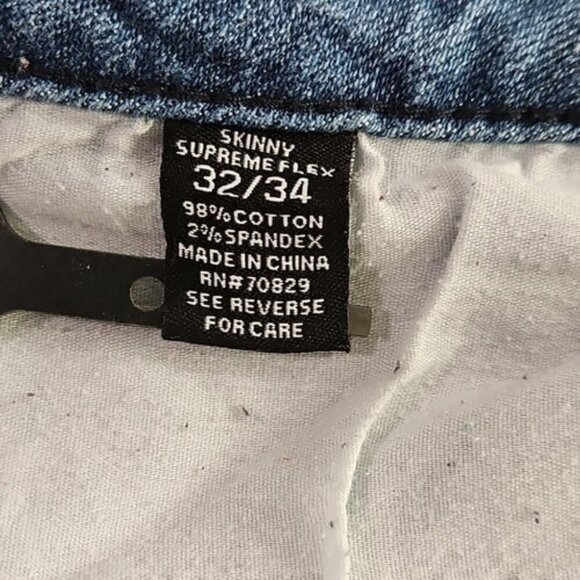 SKINNY
SUPREME FLEX
32/34
98% COTTON
2% SPANDEX
MADE IN CHINA
RN#70829
SEE REVERSE
FOR CARE